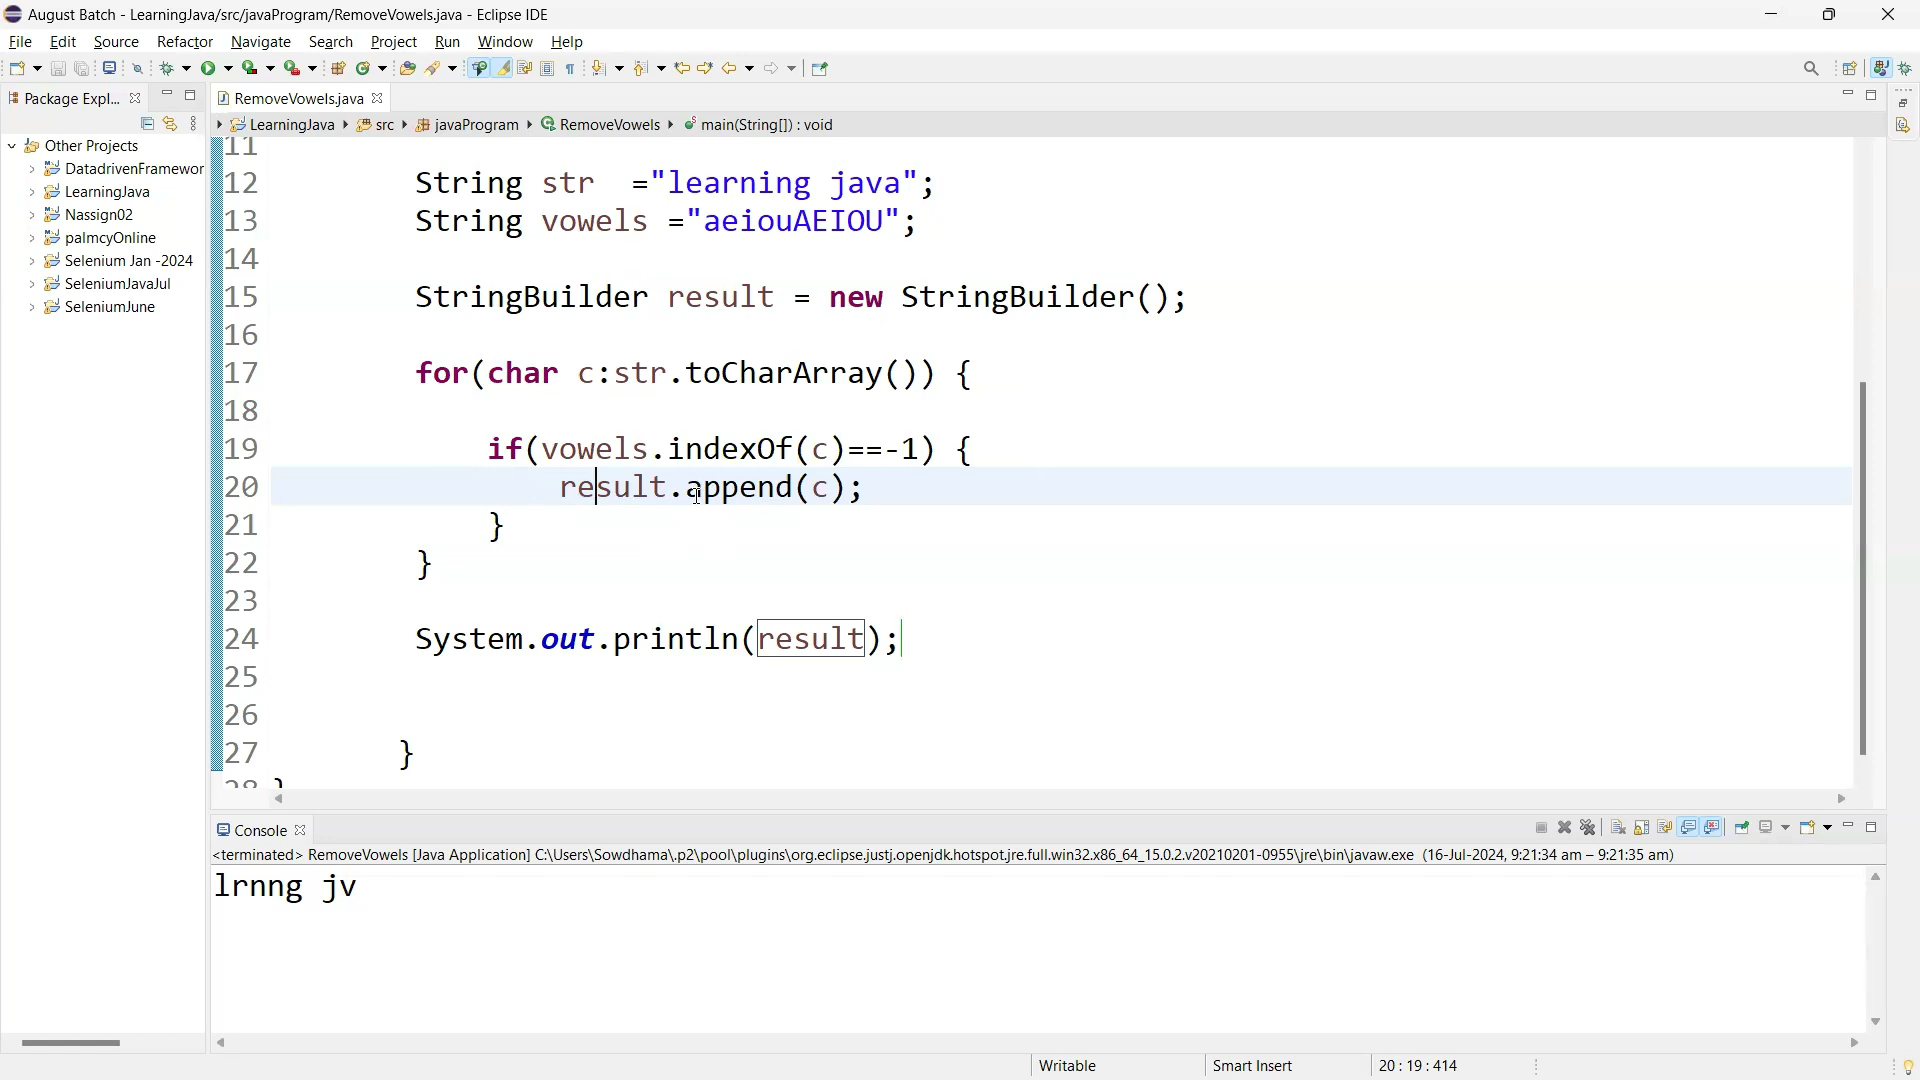 August Batch - LearningJava/src/javaProgram/RemoveVowels.java - Eclipse IDE
File Edit Source Refactor Navigate Search Project Run Window Help
Package Expl...
RemoveVowels.java
LearningJava src javaProgram RemoveVowels main(String[]) : void
Other Projects
DatadrivenFramewor
LearningJava
Nassign02
palmcyOnline
Selenium Jan -2024
SeleniumJavaJul
SeleniumJune
11
12 String str ="learning java";
13 String vowels ="aeiouAEIOU";
14
15 StringBuilder result = new StringBuilder();
16
17 for(char c:str.toCharArray()) {
18
19 if(vowels.indexOf(c)==-1) {
20 result.append(c);
21 }
22 }
23
24 System.out.println(result);
25
26
27 }
28 }
Console
<terminated> RemoveVowels [Java Application] C:\Users\Sowdhama\.p2\pool\plugins\org.eclipse.justj.openjdk.hotspot.jre.full.win32.x86_64_15.0.2.v20210201-0955\jre\bin\javaw.exe (16-Jul-2024, 9:21:34 am – 9:21:35 am)
lrnng jv
Writable Smart Insert 20 : 19 : 414